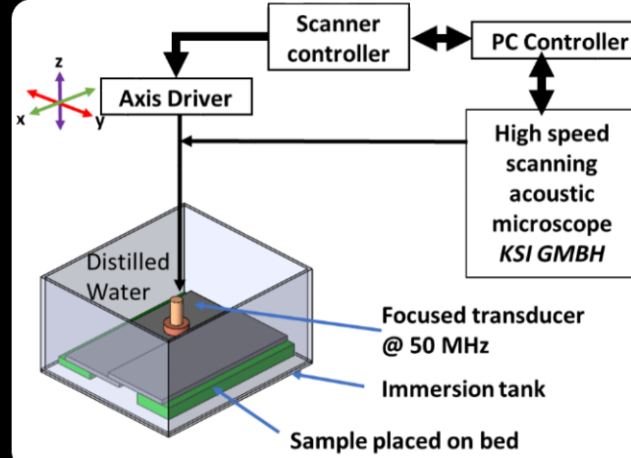 Scanner
controller
PC Controller
z
x
y
Axis Driver
High speed
scanning
acoustic
microscope
KSI GMBH
Distilled
Water
Focused transducer
@ 50 MHz
Immersion tank
Sample placed on bed